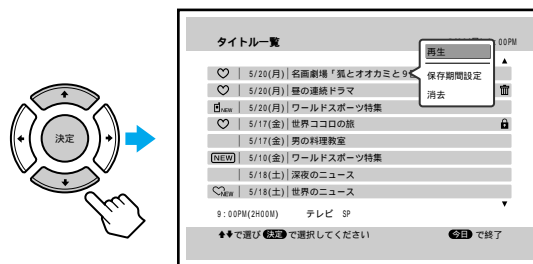 決定
タイトル一覧
:00PM
再生
保存期間設定
消去
5/20(月) 名画劇場「狐とオオカミと9
5/20(月) 昼の連続ドラマ
NEW 5/20(月) ワールドスポーツ特集
5/17(金) 世界ココロの旅
5/17(金) 男の料理教室
NEW 5/10(金) ワールドスポーツ特集
5/18(土) 深夜のニュース
NEW 5/18(土) 世界のニュース
9:00PM(2H00M) テレビ SP
で選び 決定 で選択してください 今日 で終了